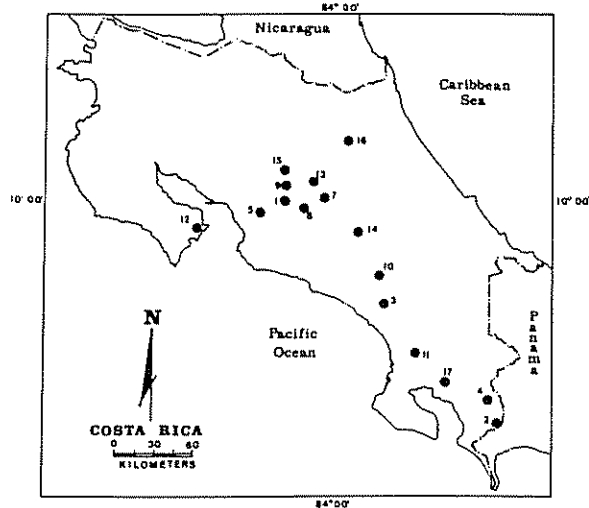 84° 00'
Nicaragua
Caribbean
Sea
16
15
13
9
7
10° 00'
1
10° 00'
5
8
12
14
10
3
N
Pacific
Ocean
Panama
11
17
4
2
COSTA RICA
0 30 60
KILOMETERS
84° 00'